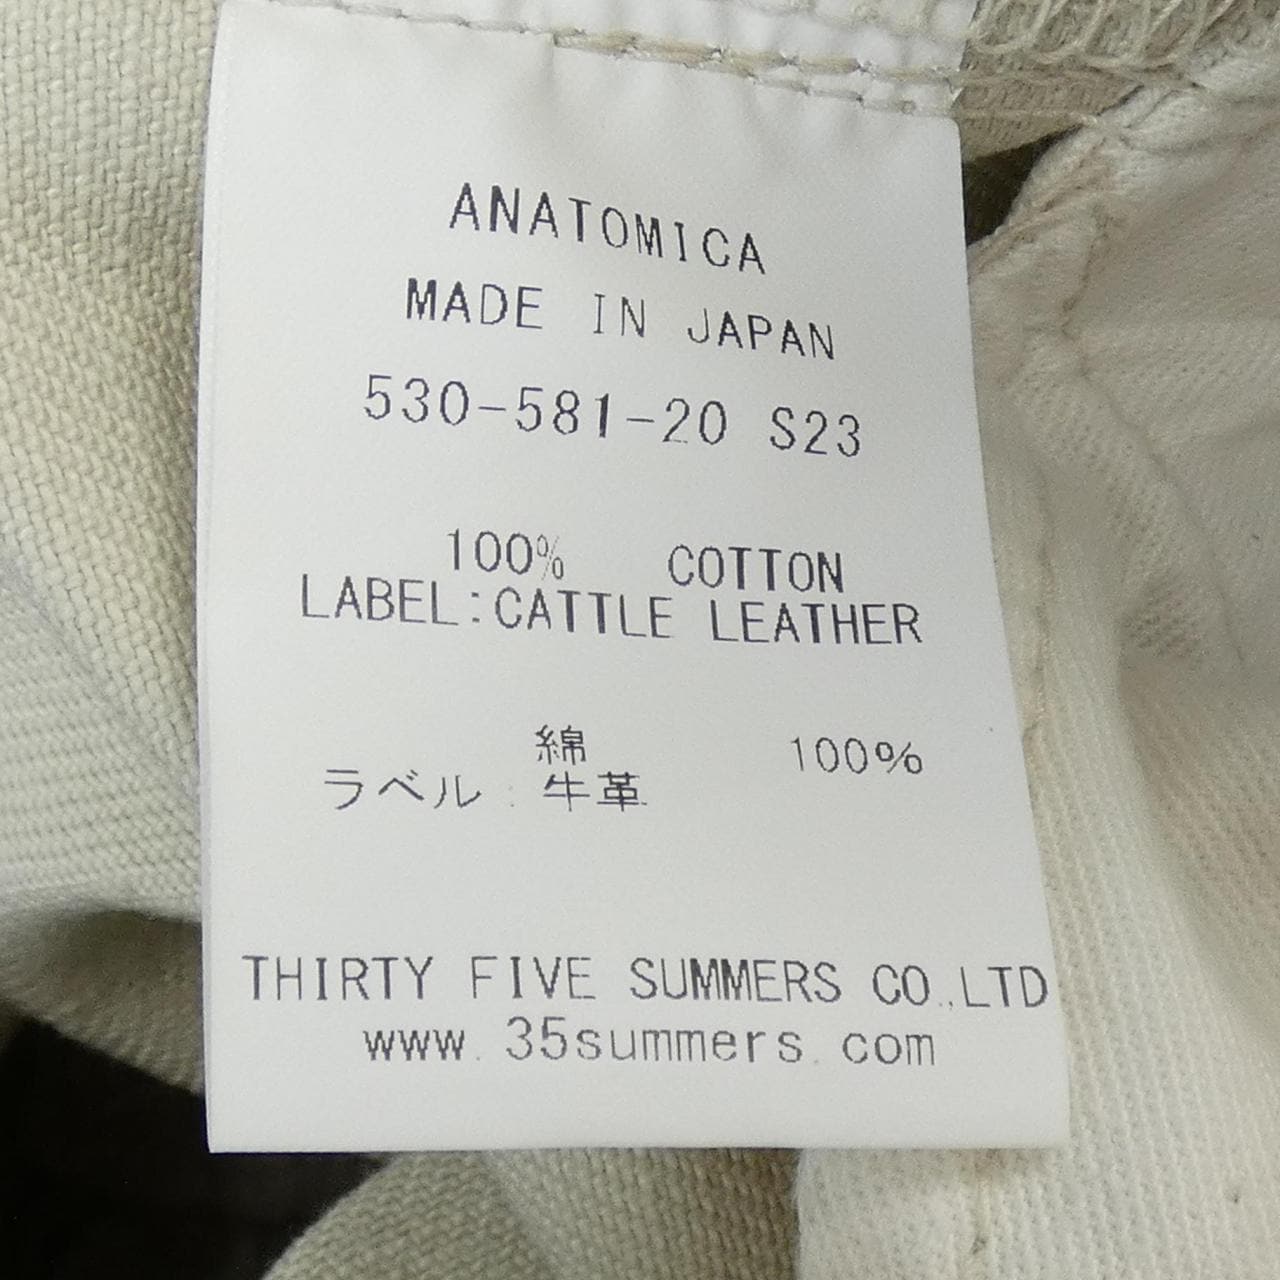 ANATOMICA
MADE IN JAPAN
530-581-20 S23
100% COTTON
LABEL:CATTLE LEATHER
綿 100%
ラベル:牛革
THIRTY FIVE SUMMERS CO.,LTD
www.35summers.com